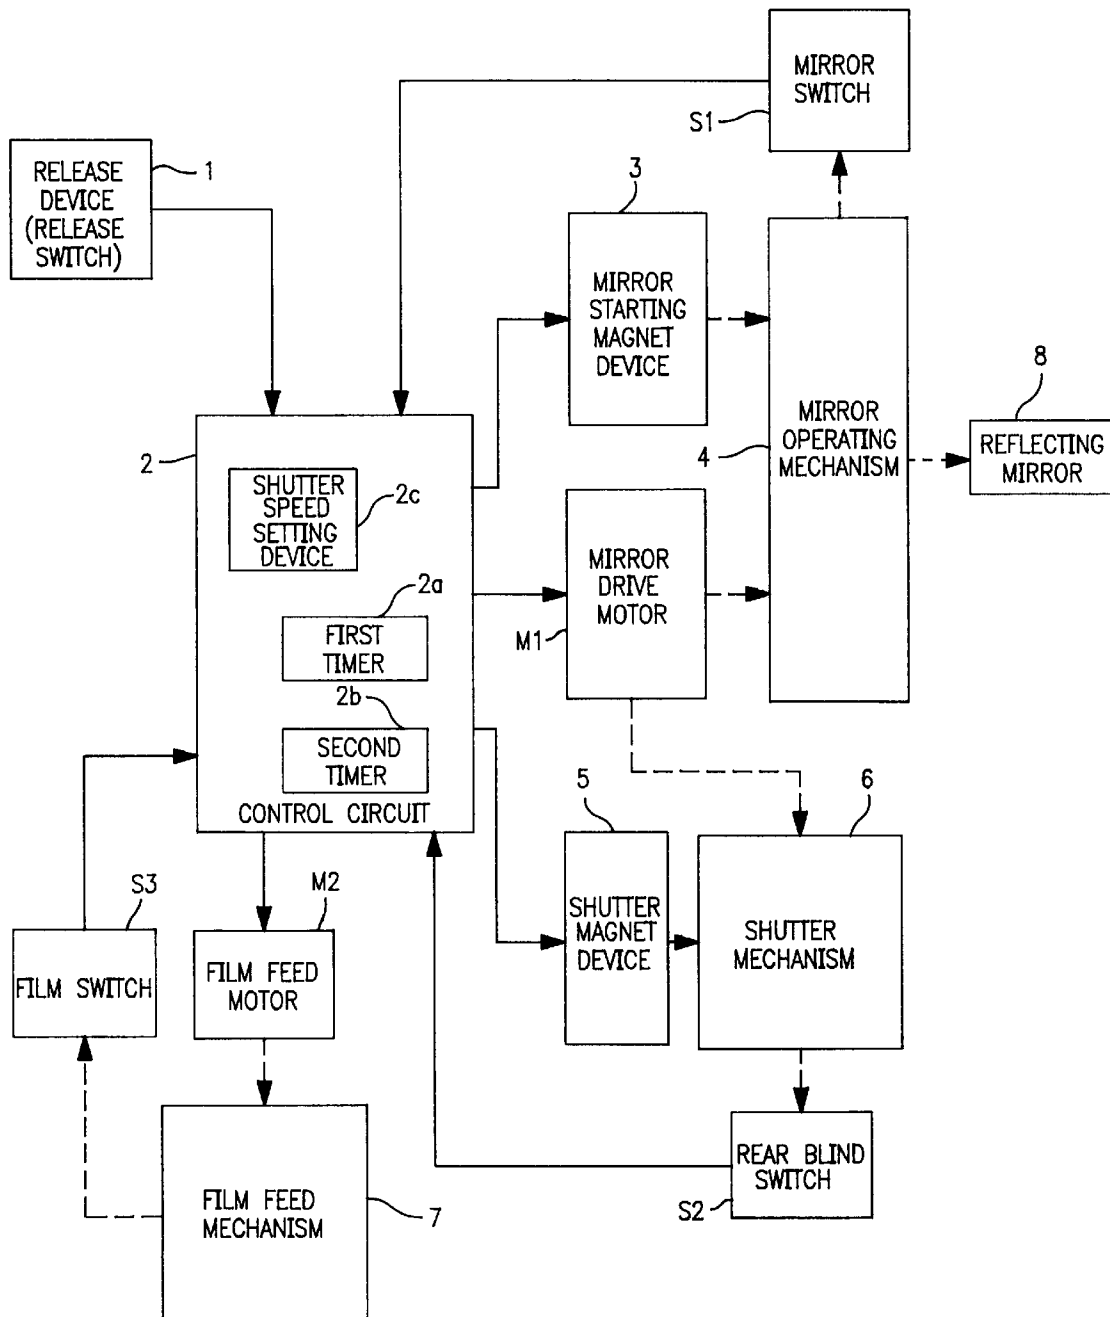 MIRROR
SWITCH
S1
RELEASE
DEVICE
(RELEASE
SWITCH)
1
3
MIRROR
STARTING
MAGNET
DEVICE
MIRROR
OPERATING
MECHANISM
4
8
REFLECTING
MIRROR
2
SHUTTER
SPEED
SETTING
DEVICE
2c
2a
FIRST
TIMER
2b
SECOND
TIMER
CONTROL CIRCUIT
MIRROR
DRIVE
MOTOR
M1
5
SHUTTER
MAGNET
DEVICE
6
SHUTTER
MECHANISM
S3
FILM SWITCH
M2
FILM FEED
MOTOR
FILM FEED
MECHANISM
7
REAR BLIND
SWITCH
S2